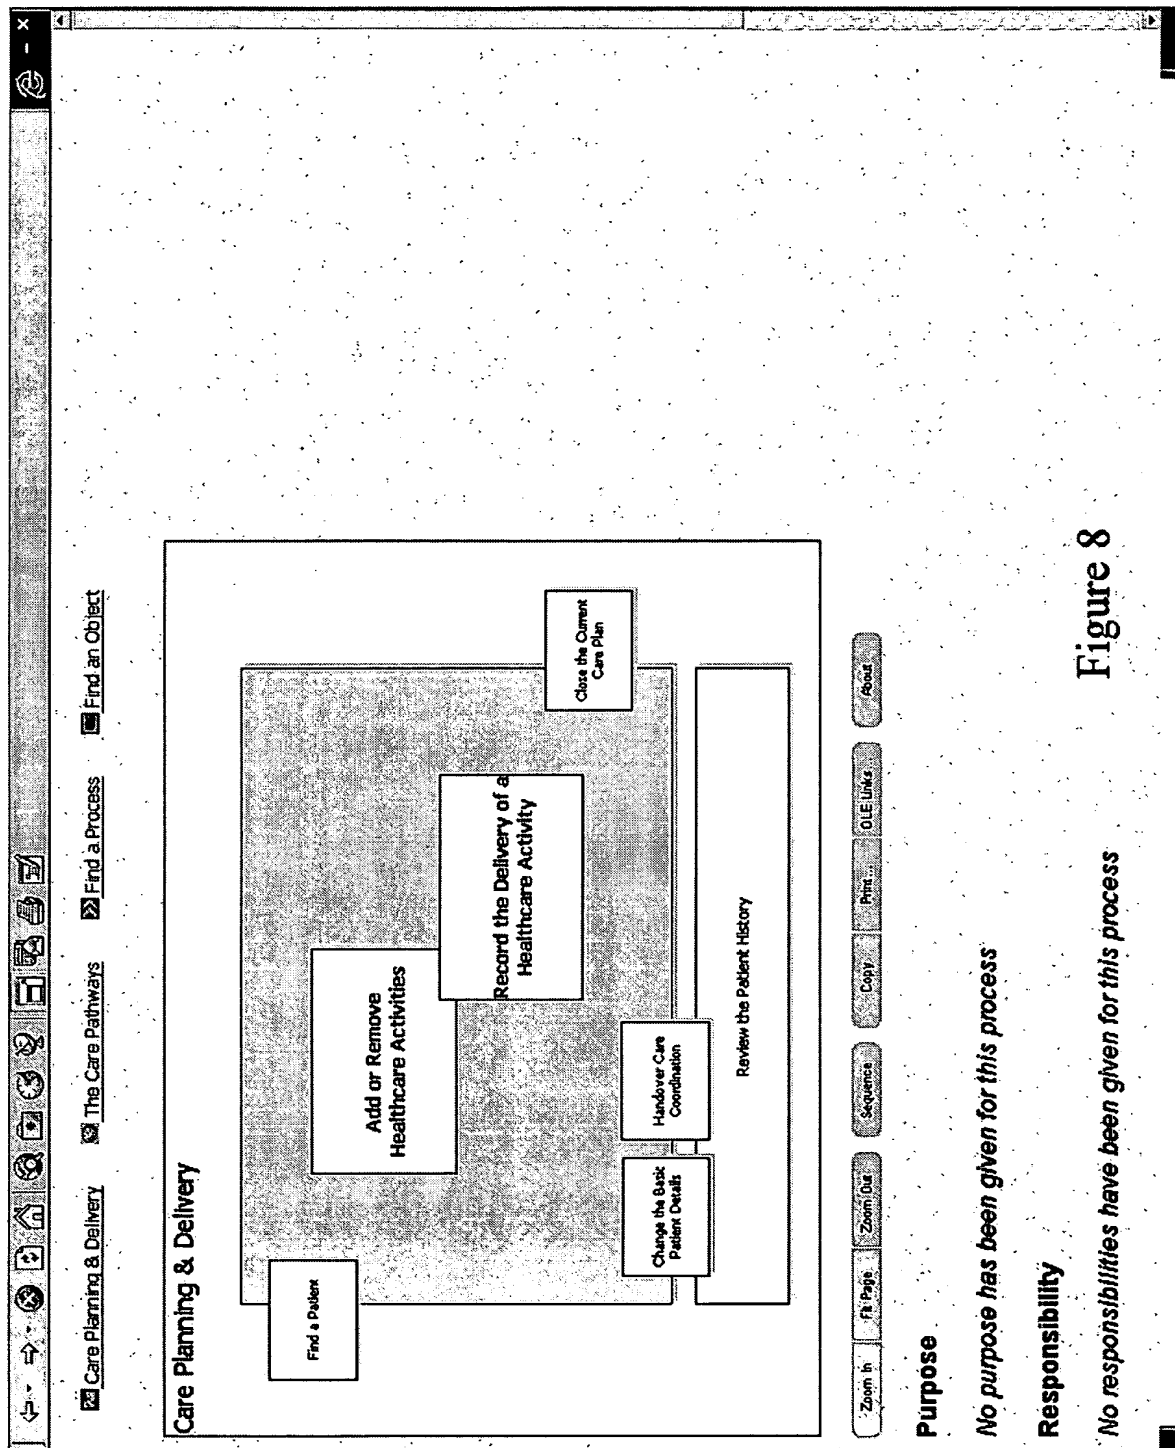 Care Planning & Delivery
The Care Pathways
Find a Process
Find an Object
Care Planning & Delivery
Find a Patient
Add or Remove
Healthcare Activities
Record the Delivery of a
Healthcare Activity
Close the Current
Care Plan
Change the Basic
Patient Details
Handover Care
Coordination
Review the Patient History
Zoom In
Fit Page
Zoom Out
Sequence
Copy
Print ...
OLE Links
About
Purpose
No purpose has been given for this process
Responsibility
No responsibilities have been given for this process
Figure 8